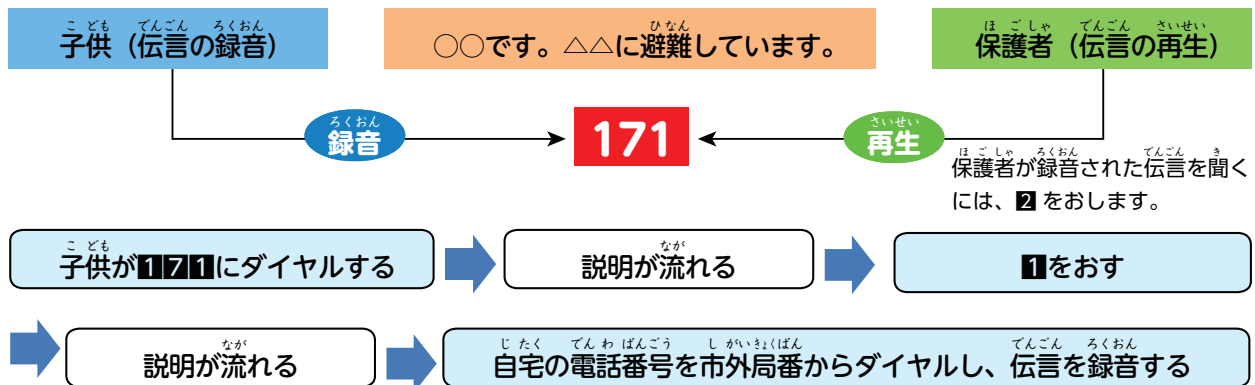 子供（伝言の録音）
○○です。△△に避難しています。
保護者（伝言の再生）
録音
171
再生
保護者が録音された伝言を聞く
には、2 をおします。
子供が171にダイヤルする
説明が流れる
1をおす
説明が流れる
自宅の電話番号を市外局番からダイヤルし、伝言を録音する